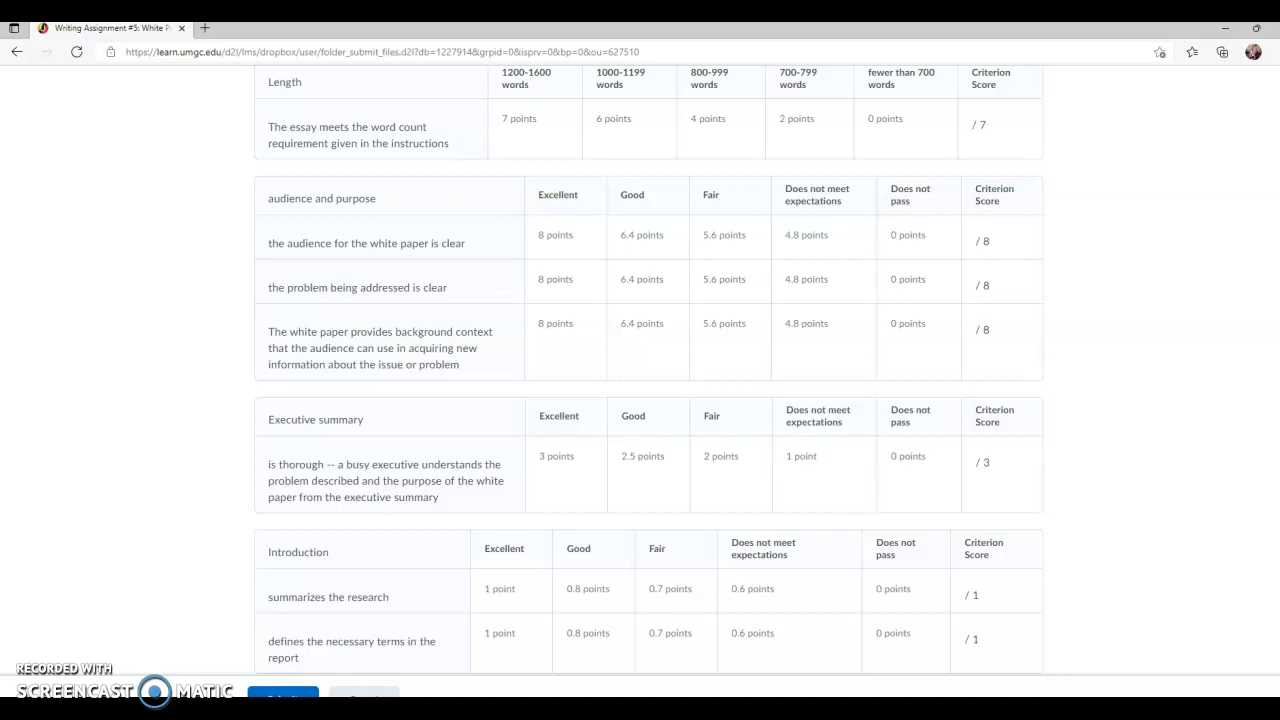 Writing Assignment #5: White P
https://learn.umgc.edu/d2l/lms/dropbox/user/folder_submit_files.d2l?db=1227914&grpid=0&isprv=0&bp=0&ou=627510
Length 1200-1600 words 1000-1199 words 800-999 words 700-799 words fewer than 700 words Criterion Score
The essay meets the word count requirement given in the instructions 7 points 6 points 4 points 2 points 0 points / 7
audience and purpose Excellent Good Fair Does not meet expectations Does not pass Criterion Score
the audience for the white paper is clear 8 points 6.4 points 5.6 points 4.8 points 0 points / 8
the problem being addressed is clear 8 points 6.4 points 5.6 points 4.8 points 0 points / 8
The white paper provides background context that the audience can use in acquiring new information about the issue or problem 8 points 6.4 points 5.6 points 4.8 points 0 points / 8
Executive summary Excellent Good Fair Does not meet expectations Does not pass Criterion Score
is thorough -- a busy executive understands the problem described and the purpose of the white paper from the executive summary 3 points 2.5 points 2 points 1 point 0 points / 3
Introduction Excellent Good Fair Does not meet expectations Does not pass Criterion Score
summarizes the research 1 point 0.8 points 0.7 points 0.6 points 0 points / 1
defines the necessary terms in the report 1 point 0.8 points 0.7 points 0.6 points 0 points / 1
RECORDED WITH
SCREENCAST MATIC